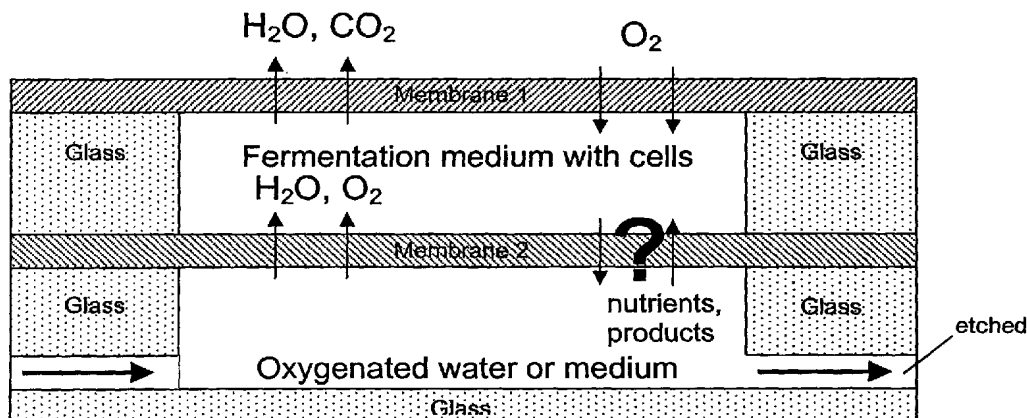 H₂O, CO₂ O₂
Membrane 1
Glass Glass
Fermentation medium with cells
H₂O, O₂
?
Membrane 2
Glass Glass
nutrients,
products
etched
Oxygenated water or medium
Glass